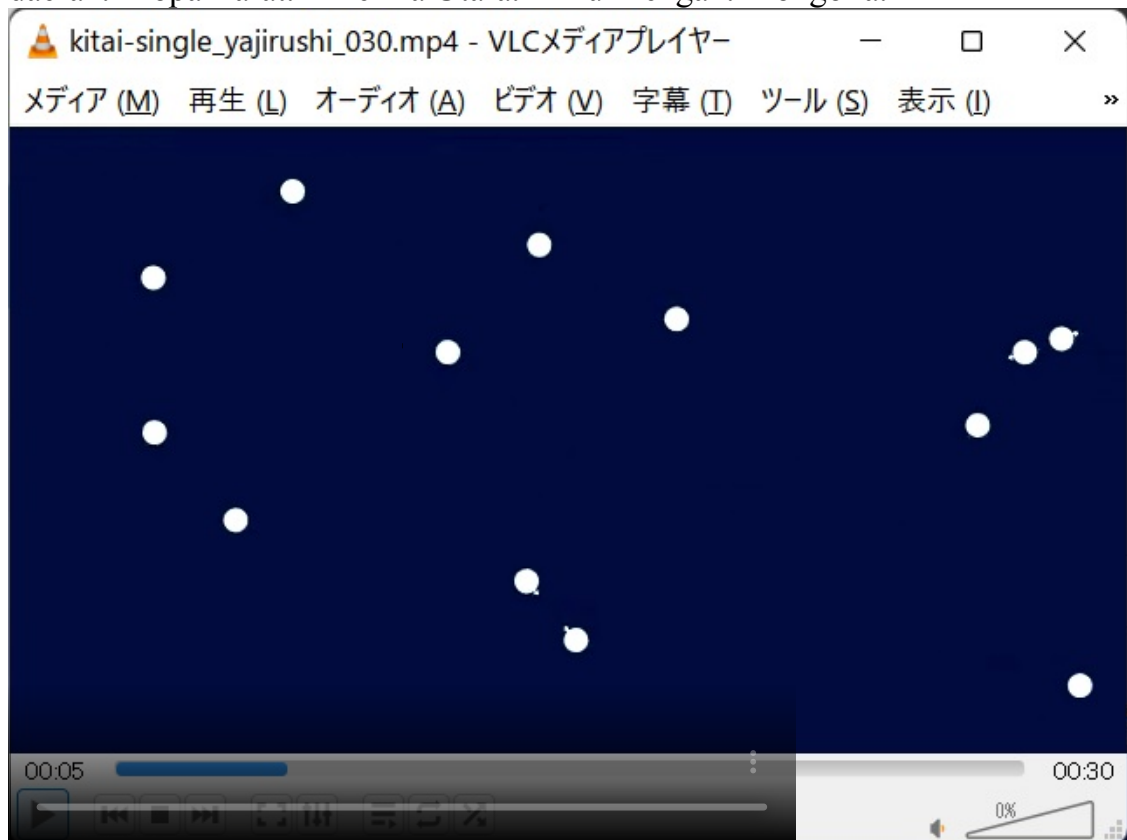 kitai-single_yajirushi_030.mp4 - VLCメディアプレイヤー
メディア (M) 再生 (L) オーディオ (A) ビデオ (V) 字幕 (T) ツール (S) 表示 (I) »
00:05 00:30
0%